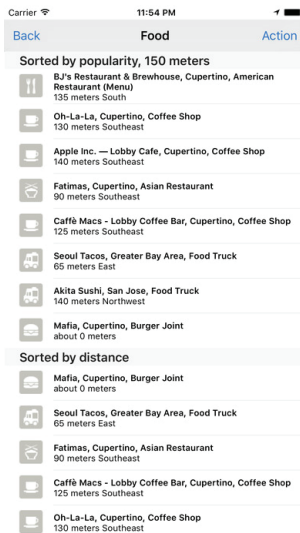 Carrier 11:54 PM
Back Food Action
Sorted by popularity, 150 meters
BJ's Restaurant & Brewhouse, Cupertino, American
Restaurant (Menu)
135 meters South
Oh-La-La, Cupertino, Coffee Shop
130 meters Southeast
Apple Inc. — Lobby Cafe, Cupertino, Coffee Shop
140 meters Southeast
Fatimas, Cupertino, Asian Restaurant
90 meters Southeast
Caffè Macs - Lobby Coffee Bar, Cupertino, Coffee Shop
125 meters Southeast
Seoul Tacos, Greater Bay Area, Food Truck
65 meters East
Akita Sushi, San Jose, Food Truck
140 meters Northwest
Mafia, Cupertino, Burger Joint
about 0 meters
Sorted by distance
Mafia, Cupertino, Burger Joint
about 0 meters
Seoul Tacos, Greater Bay Area, Food Truck
65 meters East
Fatimas, Cupertino, Asian Restaurant
90 meters Southeast
Caffè Macs - Lobby Coffee Bar, Cupertino, Coffee Shop
125 meters Southeast
Oh-La-La, Cupertino, Coffee Shop
130 meters Southeast